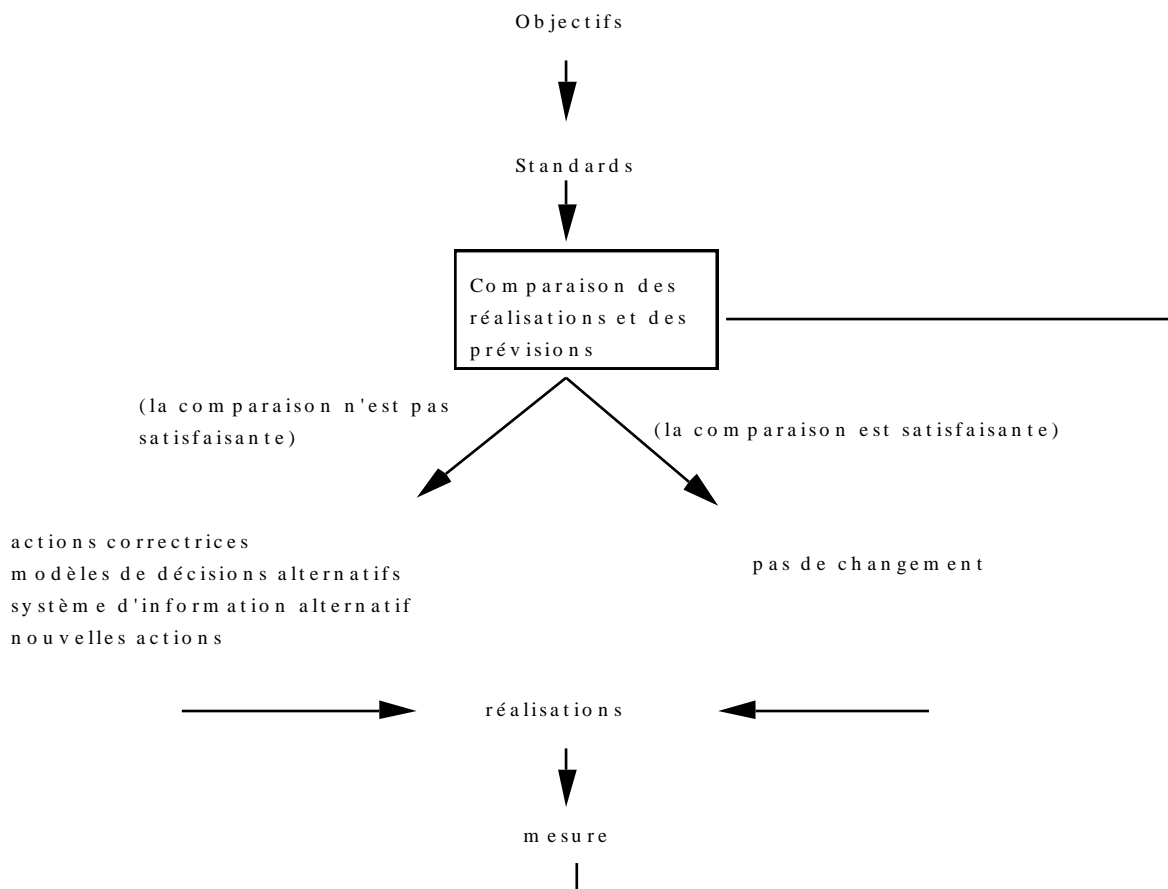 Objectifs
Standards
Comparaison des
réalisations et des
prévisions
(la comparaison n'est pas
satisfaisante)
(la comparaison est satisfaisante)
actions correctrices
modèles de décisions alternatifs
système d'information alternatif
nouvelles actions
pas de changement
réalisations
mesure